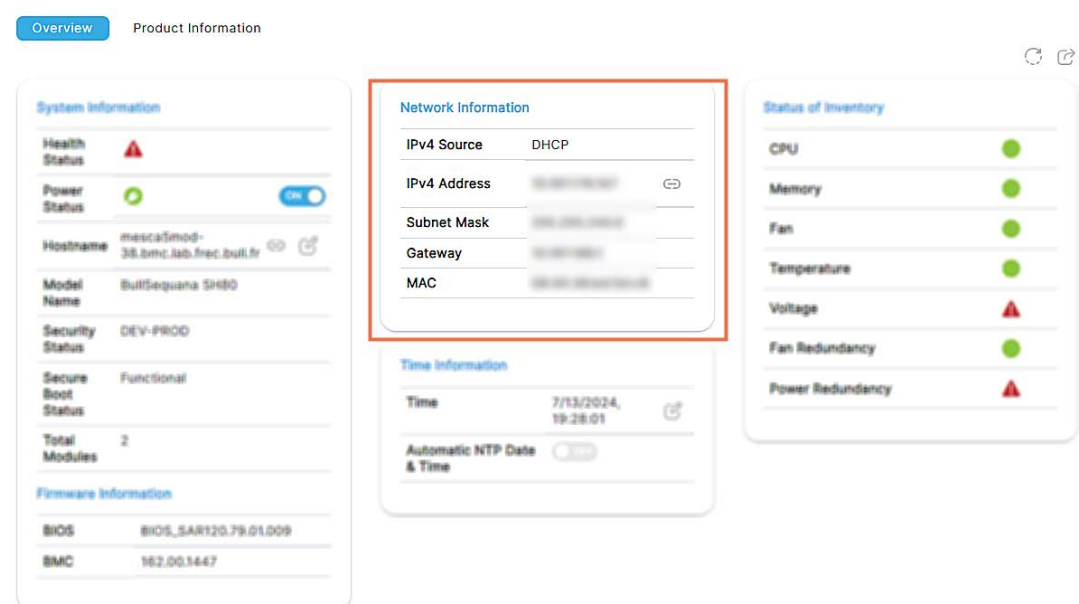 Overview
Product Information
System Information
Health
Status
Power
Status
ON
Hostname
mesca5mod-
38.bmc.lab.frec.bull.fr
Model
Name
BullSequana SH80
Security
Status
DEV-PROD
Secure
Boot
Status
Functional
Total
Modules
2
Firmware Information
BIOS
BIOS_SAR120.79.01.009
BMC
162.00.1447
Network Information
IPv4 Source
DHCP
IPv4 Address
Subnet Mask
Gateway
MAC
Time Information
Time
7/13/2024,
19:28:01
Automatic NTP Date
& Time
Status of Inventory
CPU
Memory
Fan
Temperature
Voltage
Fan Redundancy
Power Redundancy